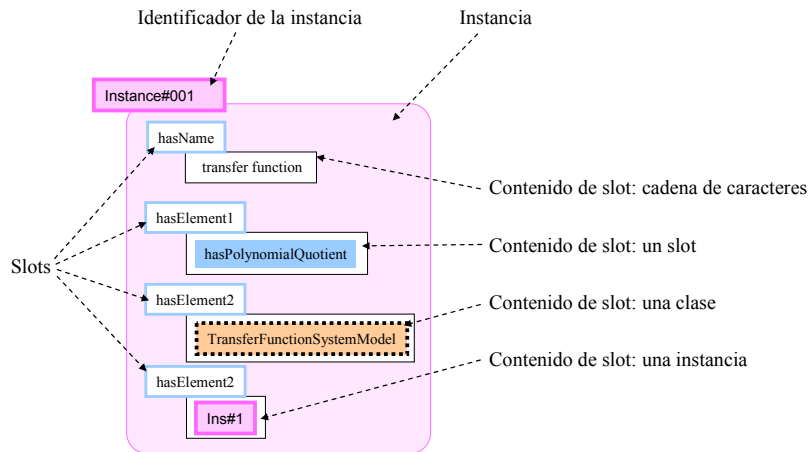 Identificador de la instancia
Instancia
Instance#001
hasName
transfer function
Contenido de slot: cadena de caracteres
hasElement1
hasPolynomialQuotient
Contenido de slot: un slot
Slots
hasElement2
Contenido de slot: una clase
TransferFunctionSystemModel
Contenido de slot: una instancia
hasElement2
Ins#1